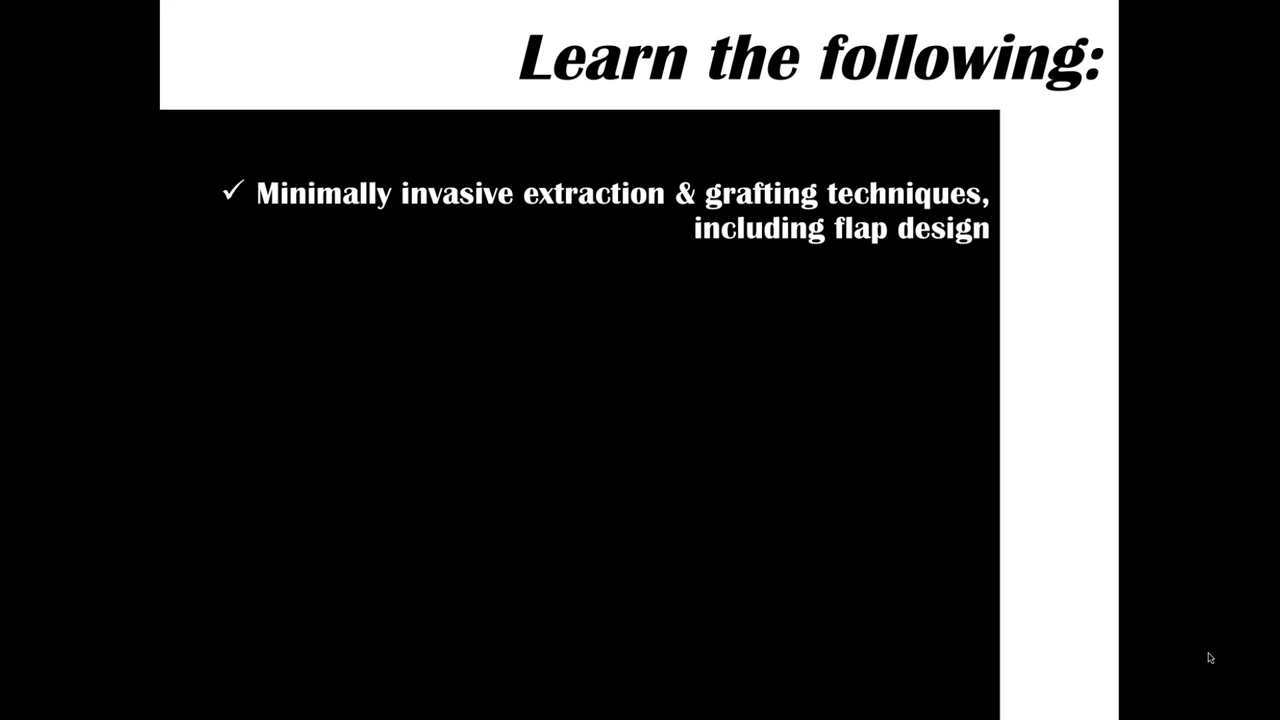 Learn the following:
✓ Minimally invasive extraction & grafting techniques,
including flap design